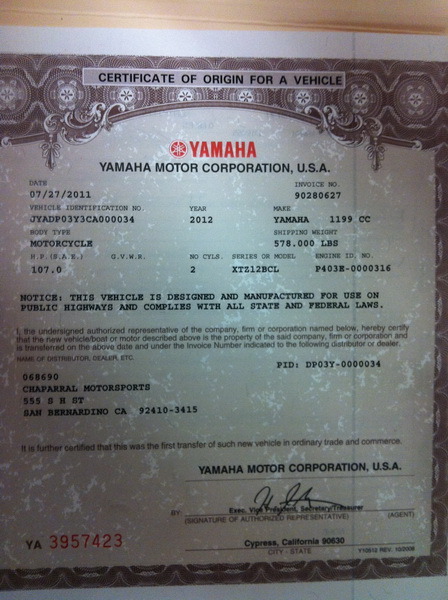 CERTIFICATE OF ORIGIN FOR A VEHICLE
YAMAHA
YAMAHA MOTOR CORPORATION, U.S.A.
DATE INVOICE NO.
07/27/2011 90280627
VEHICLE IDENTIFICATION NO. YEAR MAKE
JYADP03Y3CA000034 2012 YAMAHA 1199 CC
BODY TYPE SHIPPING WEIGHT
MOTORCYCLE 578.000 LBS
H.P. (S.A.E.) G.V.W.R. NO CYLS. SERIES OR MODEL ENGINE ID. NO.
107.0 2 XTZ12BCL P403E-0000316
NOTICE: THIS VEHICLE IS DESIGNED AND MANUFACTURED FOR USE ON
PUBLIC HIGHWAYS AND COMPLIES WITH ALL STATE AND FEDERAL LAWS.
I, the undersigned authorized representative of the company, firm or corporation named below, hereby certify
that the new vehicle/boat or motor described above is the property of the said company, firm or corporation and
is transferred on the above date and under the Invoice Number indicated to the following distributor or dealer.
NAME OF DISTRIBUTOR, DEALER, ETC.
PID: DP03Y-0000034
068690
CHAPARRAL MOTORSPORTS
555 S H ST
SAN BERNARDINO CA 92410-3415
It is further certified that this was the first transfer of such new vehicle in ordinary trade and commerce.
YAMAHA MOTOR CORPORATION, U.S.A.
BY: Exec. Vice President, Secretary/Treasurer
(SIGNATURE OF AUTHORIZED REPRESENTATIVE) (AGENT)
YA 3957423
Cypress, California 90630
CITY - STATE Y10912 REV. 10/2008